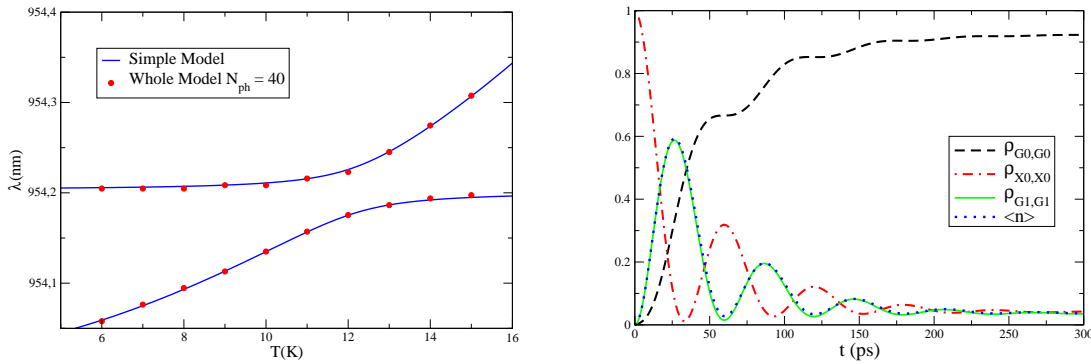 954,4
954,3
954,2
954,1
λ(nm)
Simple Model
Whole Model N_ph = 40
6 8 10 12 14 16
T(K)
1
0.8
0.6
0.4
0.2
0
ρ_G0,G0
ρ_X0,X0
ρ_G1,G1
<n>
0 50 100 150 200 250 300
t (ps)